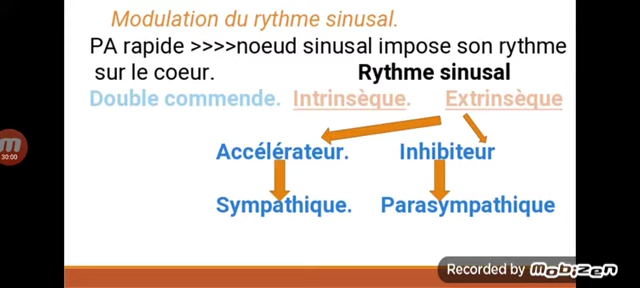 Modulation du rythme sinusal.
PA rapide >>>>noeud sinusal impose son rythme
sur le coeur. Rythme sinusal
Double commende. Intrinsèque. Extrinsèque
Accélérateur. Inhibiteur
Sympathique. Parasympathique
30:00
Recorded by mobizen